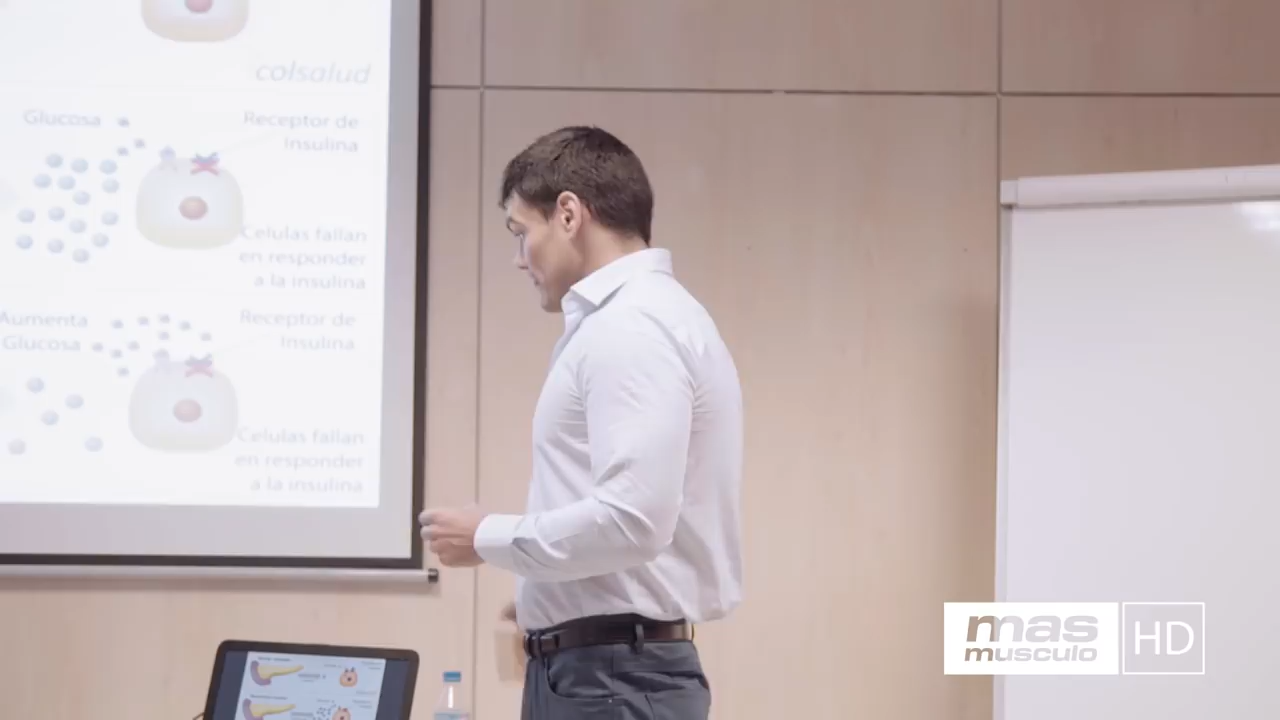 colsalud
Glucosa
Receptor de
Insulina
Celulas fallan
en responder
a la insulina
Aumenta
Glucosa
Receptor de
Insulina
Celulas fallan
en responder
a la insulina
mas
musculo
HD